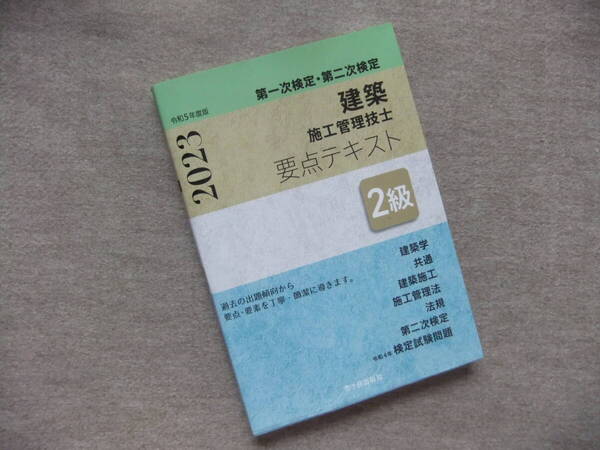 第一次検定・第二次検定
令和5年度版
2023
建築
施工管理技士
要点テキスト
2級
過去の出題傾向から
要点・要素を丁寧・簡潔に導きます。
建築学
共通
建築施工
施工管理法
法規
第二次検定
令和4年 検定試験問題